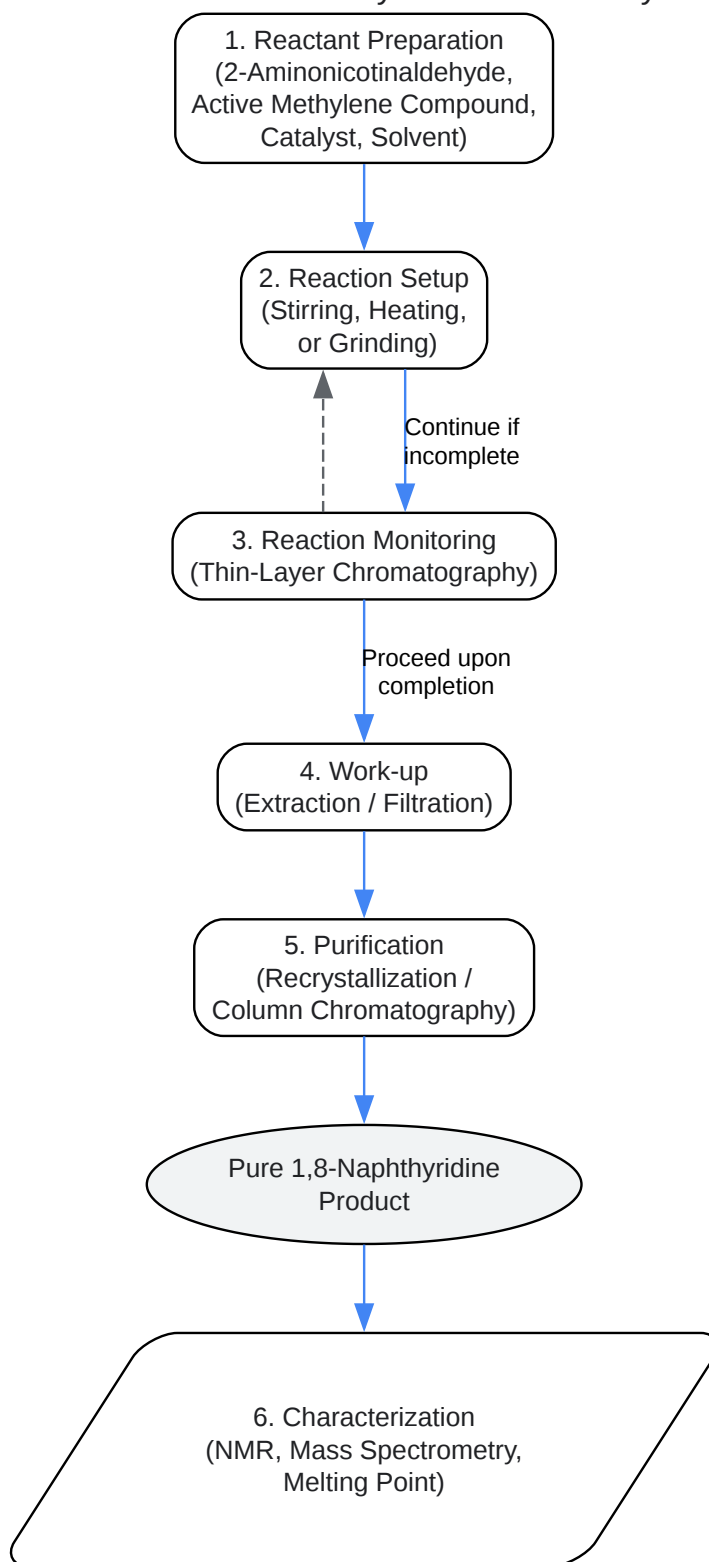 1. Reactant Preparation
(2-Aminonicotinaldehyde,
Active Methylene Compound,
Catalyst, Solvent)
2. Reaction Setup
(Stirring, Heating,
or Grinding)
Continue if
incomplete
3. Reaction Monitoring
(Thin-Layer Chromatography)
Proceed upon
completion
4. Work-up
(Extraction / Filtration)
5. Purification
(Recrystallization /
Column Chromatography)
Pure 1,8-Naphthyridine
Product
6. Characterization
(NMR, Mass Spectrometry,
Melting Point)